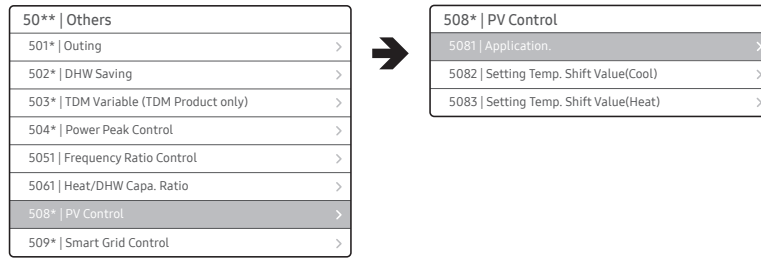 50** | Others
501* | Outing
502* | DHW Saving
503* | TDM Variable (TDM Product only)
504* | Power Peak Control
5051 | Frequency Ratio Control
5061 | Heat/DHW Capa. Ratio
508* | PV Control
509* | Smart Grid Control
508* | PV Control
5081 | Application.
5082 | Setting Temp. Shift Value(Cool)
5083 | Setting Temp. Shift Value(Heat)